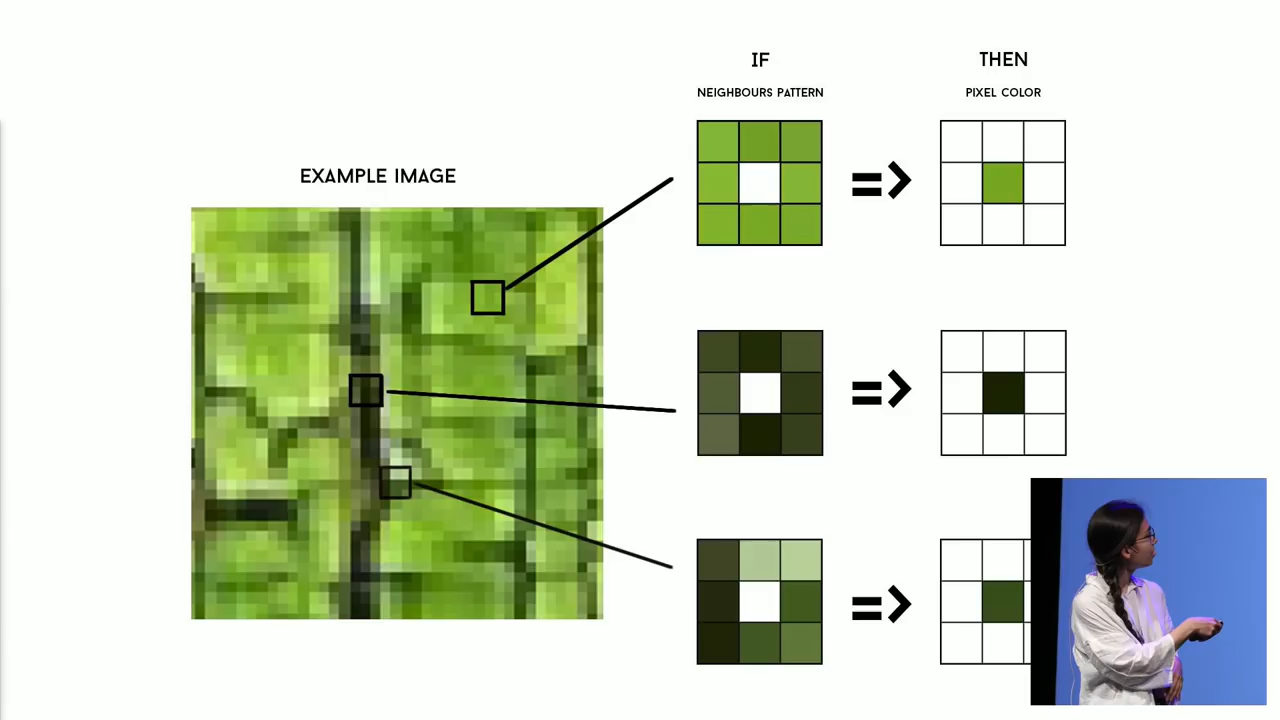 IF
THEN
NEIGHBOURS PATTERN
PIXEL COLOR
EXAMPLE IMAGE
=>
=>
=>